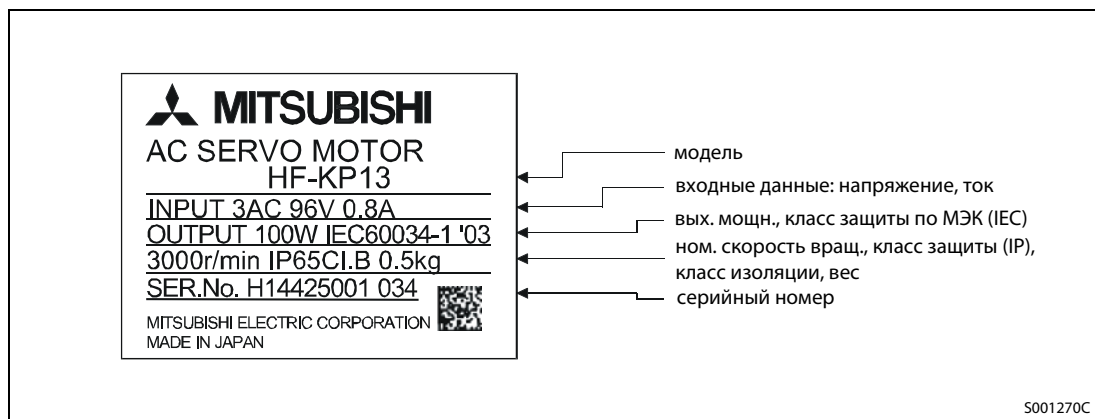 MITSUBISHI
AC SERVO MOTOR
HF-KP13
INPUT 3AC 96V 0.8A
OUTPUT 100W IEC60034-1 '03
3000r/min IP65CI.B 0.5kg
SER.No. H14425001 034
MITSUBISHI ELECTRIC CORPORATION
MADE IN JAPAN
модель
входные данные: напряжение, ток
вых. мощн., класс защиты по МЭК (IEC)
ном. скорость вращ., класс защиты (IP),
класс изоляции, вес
серийный номер
S001270C